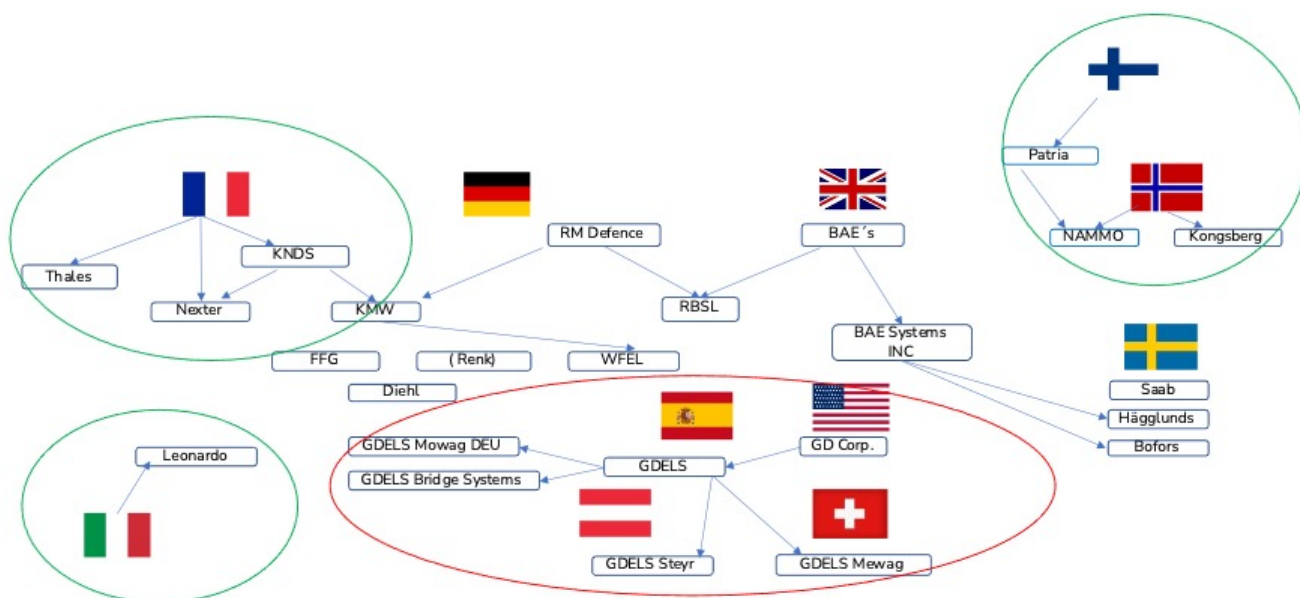 Patria
NAMMO
Kongsberg
RM Defence
BAE´s
KNDS
Thales
Nexter
KMW
RBSL
BAE Systems
INC
FFG
( Renk)
WFEL
Diehl
Saab
Hägglunds
Bofors
GDELS Mowag DEU
GD Corp.
Leonardo
GDELS
GDELS Bridge Systems
GDELS Steyr
GDELS Mewag